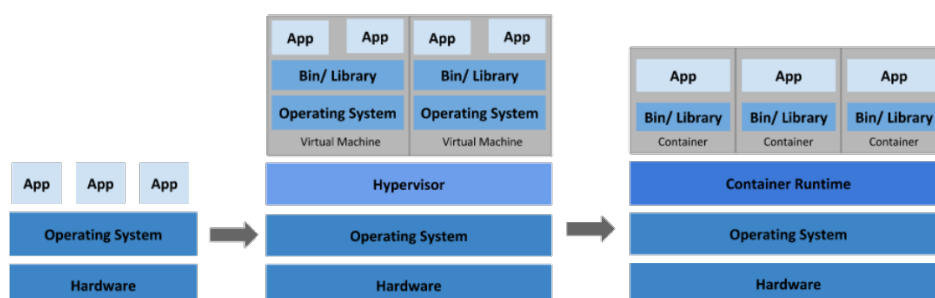 App App App
Operating System
Hardware
App App App App
Bin/ Library Bin/ Library
Operating System Operating System
Virtual Machine Virtual Machine
Hypervisor
Operating System
Hardware
App App App
Bin/ Library Bin/ Library Bin/ Library
Container Container Container
Container Runtime
Operating System
Hardware